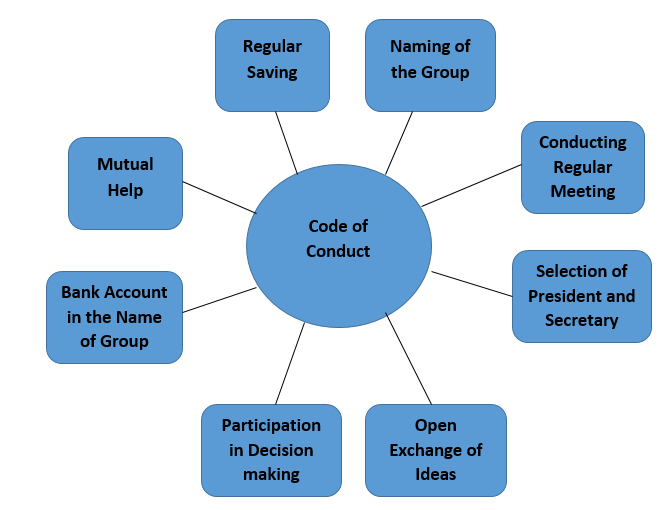 Regular
Saving
Naming of
the Group
Conducting
Regular
Meeting
Mutual
Help
Code of
Conduct
Selection of
President and
Secretary
Bank Account
in the Name
of Group
Participation
in Decision
making
Open
Exchange of
Ideas